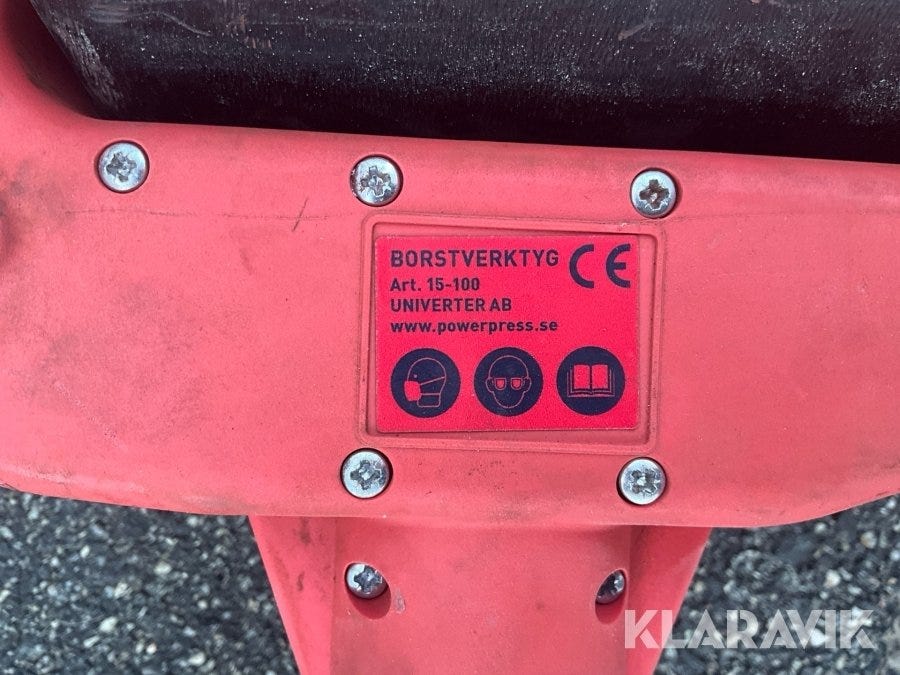 BORSTVERKTYG CE
Art. 15-100
UNIVERTER AB
www.powerpress.se
KLARAVIK